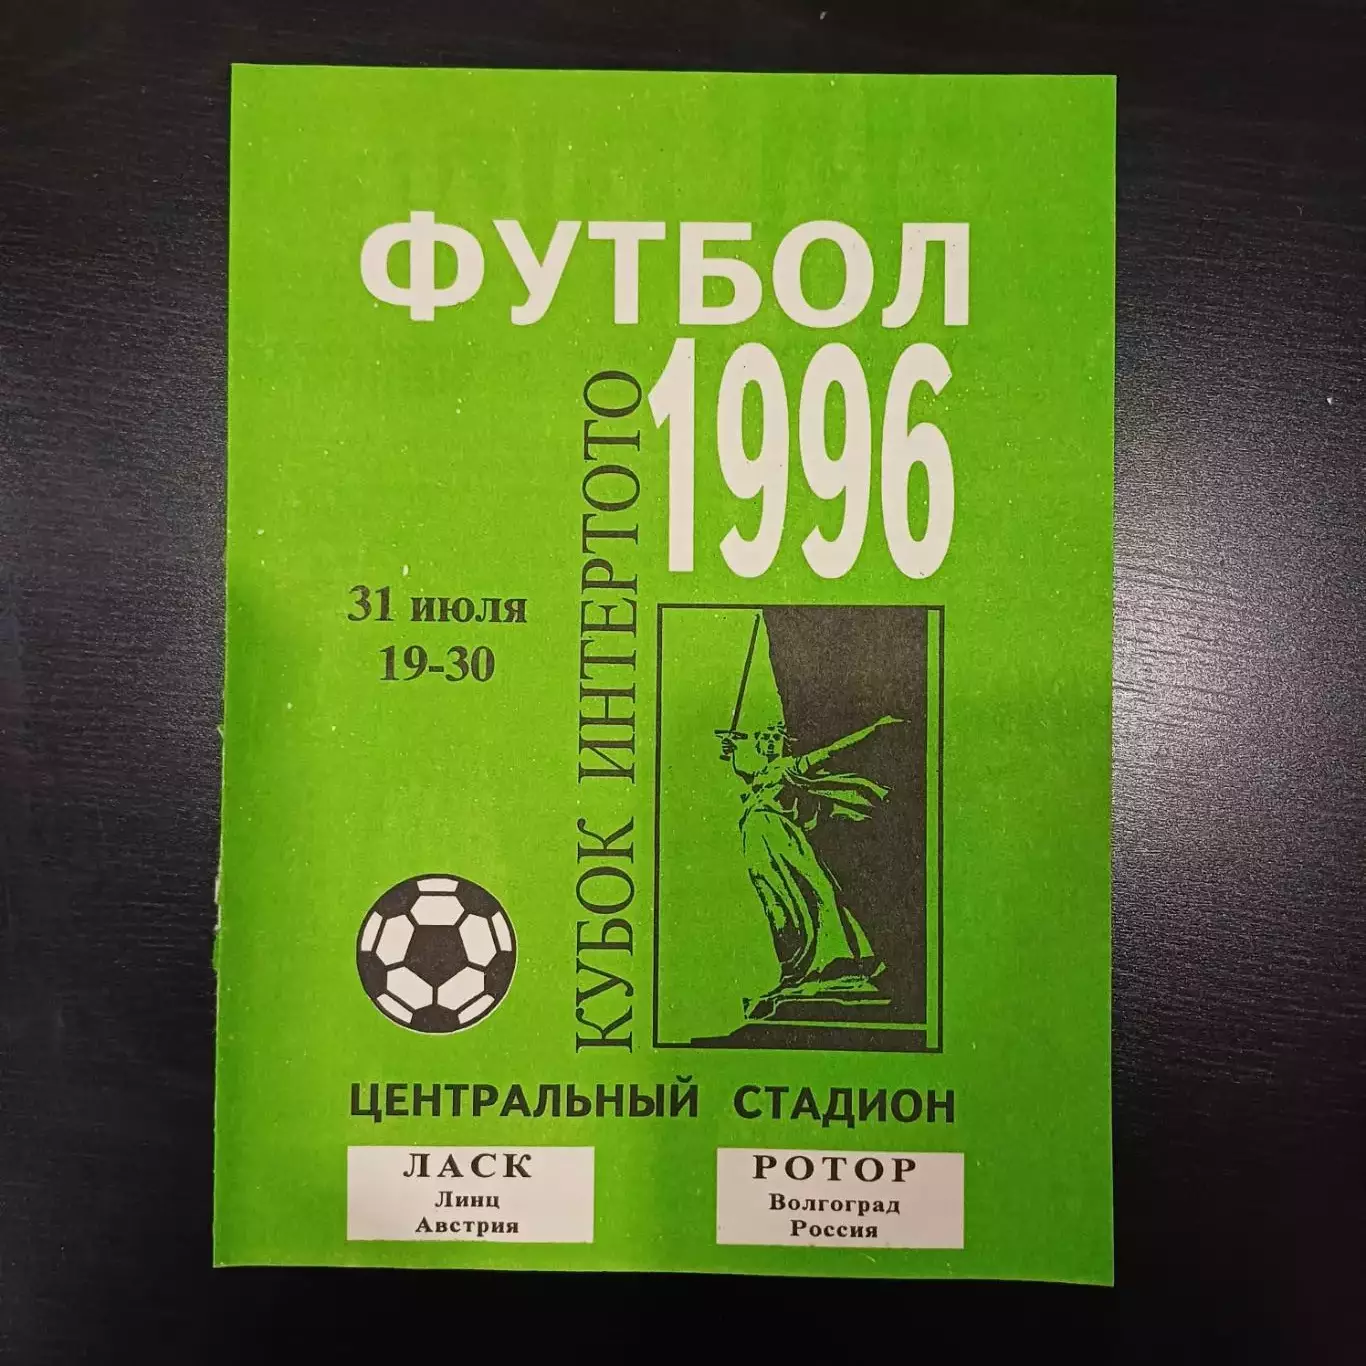 ФУТБОЛ
1996
КУБОК ИНТЕРТОТО
31 июля
19-30
ЦЕНТРАЛЬНЫЙ СТАДИОН
ЛАСК
Линц
Австрия
РОТОР
Волгоград
Россия